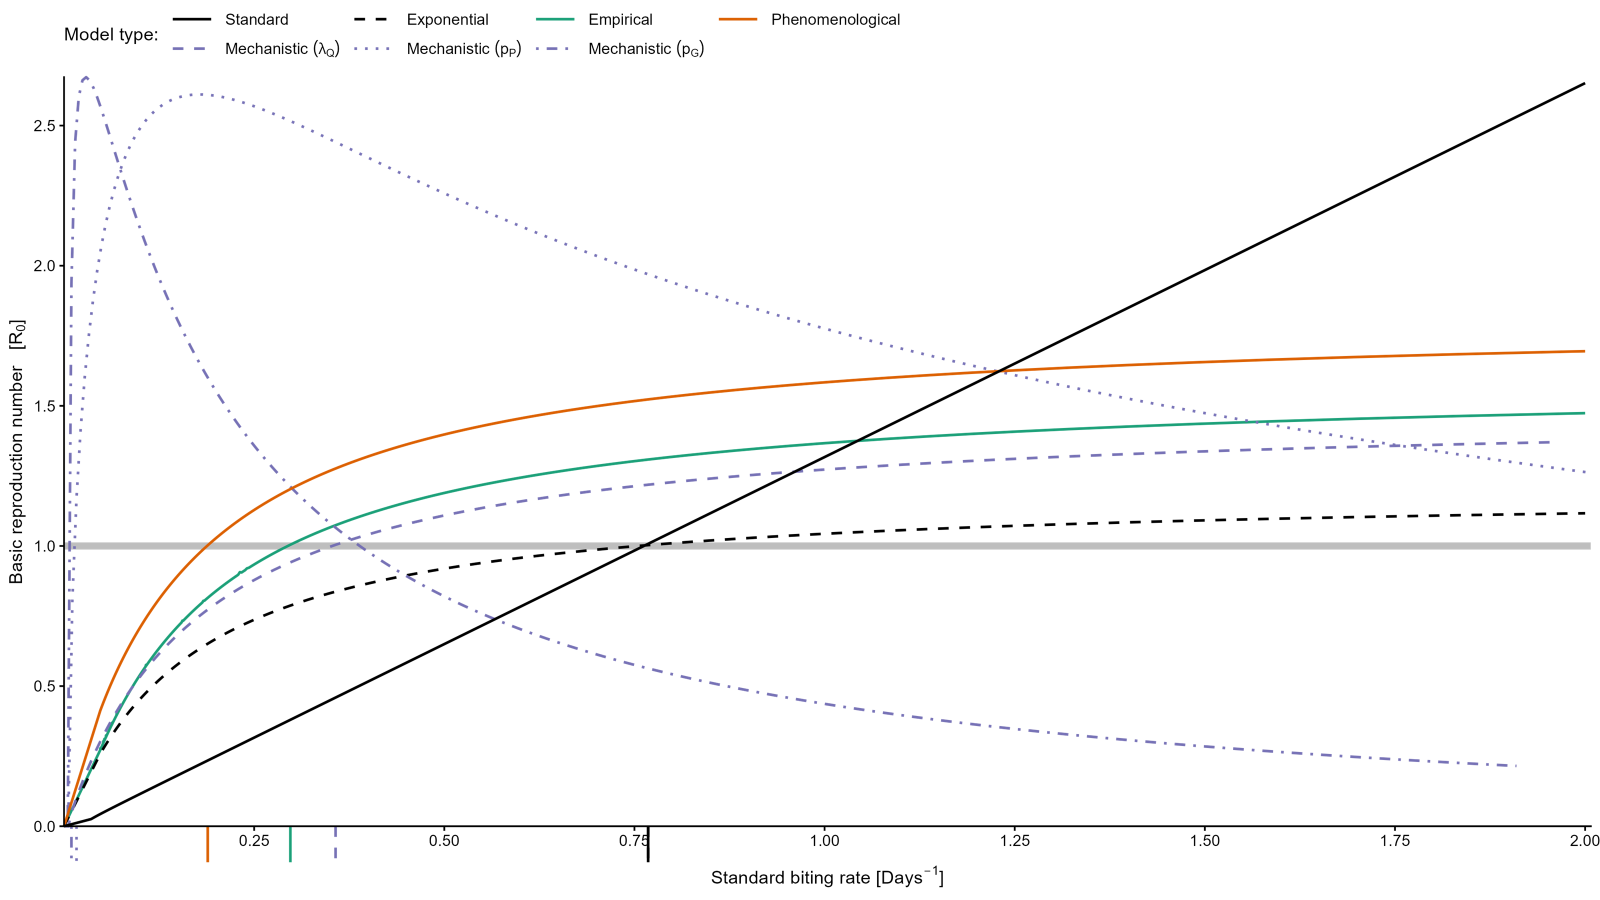 Model type:
Standard Exponential Empirical Phenomenological
Mechanistic (λQ) Mechanistic (pP) Mechanistic (pG)
Basic reproduction number [R0]
2.5
2.0
1.5
1.0
0.5
0.0
0.25 0.50 0.75 1.00 1.25 1.50 1.75 2.00
Standard biting rate [Days⁻¹]